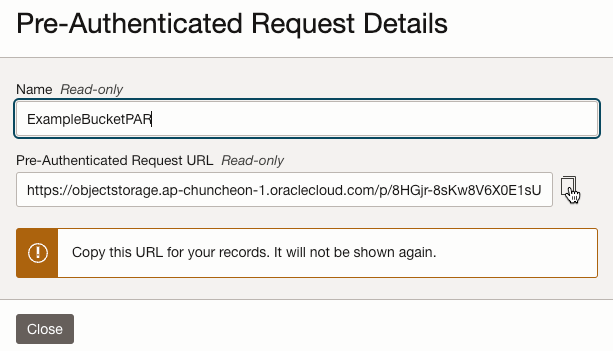 Pre-Authenticated Request Details
Name Read-only
ExampleBucketPAR
Pre-Authenticated Request URL Read-only
https://objectstorage.ap-chuncheon-1.oraclecloud.com/p/8HGjr-8sKw8V6X0E1sU
Copy this URL for your records. It will not be shown again.
Close